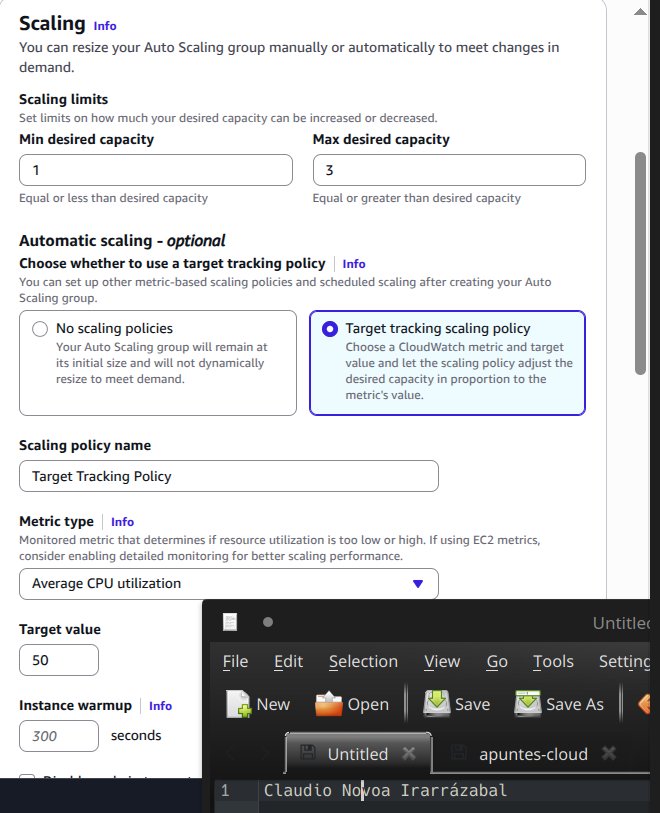 Scaling Info
You can resize your Auto Scaling group manually or automatically to meet changes in
demand.
Scaling limits
Set limits on how much your desired capacity can be increased or decreased.
Min desired capacity
Max desired capacity
1
3
Equal or less than desired capacity
Equal or greater than desired capacity
Automatic scaling - optional
Choose whether to use a target tracking policy Info
You can set up other metric-based scaling policies and scheduled scaling after creating your Auto
Scaling group.
No scaling policies
Your Auto Scaling group will remain at
its initial size and will not dynamically
resize to meet demand.
Target tracking scaling policy
Choose a CloudWatch metric and target
value and let the scaling policy adjust the
desired capacity in proportion to the
metric's value.
Scaling policy name
Target Tracking Policy
Metric type Info
Monitored metric that determines if resource utilization is too low or high. If using EC2 metrics,
consider enabling detailed monitoring for better scaling performance.
Average CPU utilization
Target value
50
Instance warmup Info
300 seconds
File Edit Selection View Go Tools
New Open Save Save As
Untitled apuntes-cloud
1 Claudio Novoa Irarrázabal